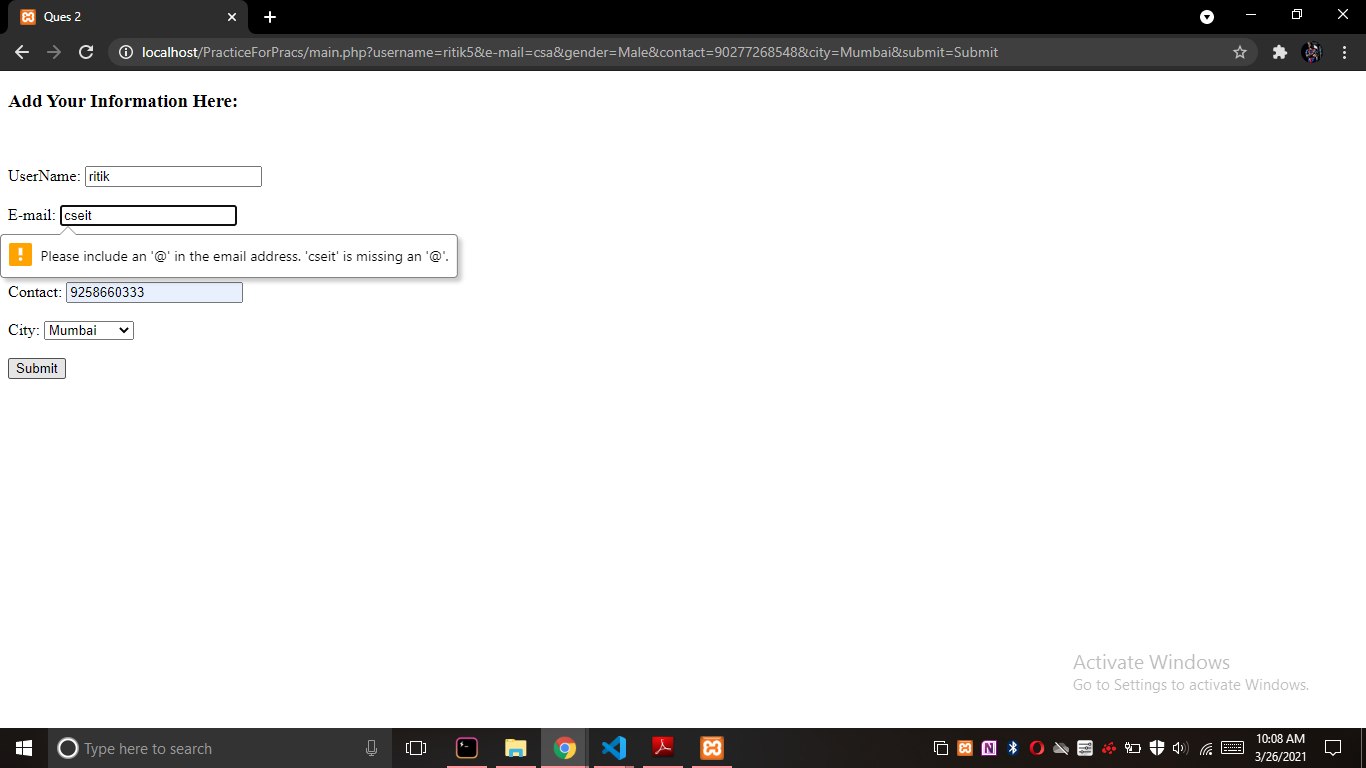 Ques 2
localhost/PracticeForPracs/main.php?username=ritik5&e-mail=csa&gender=Male&contact=90277268548&city=Mumbai&submit=Submit
Add Your Information Here:
UserName: ritik
E-mail: cseit
Please include an '@' in the email address. 'cseit' is missing an '@'.
Contact: 9258660333
City: Mumbai
Submit
Activate Windows
Go to Settings to activate Windows.
Type here to search
10:08 AM
3/26/2021